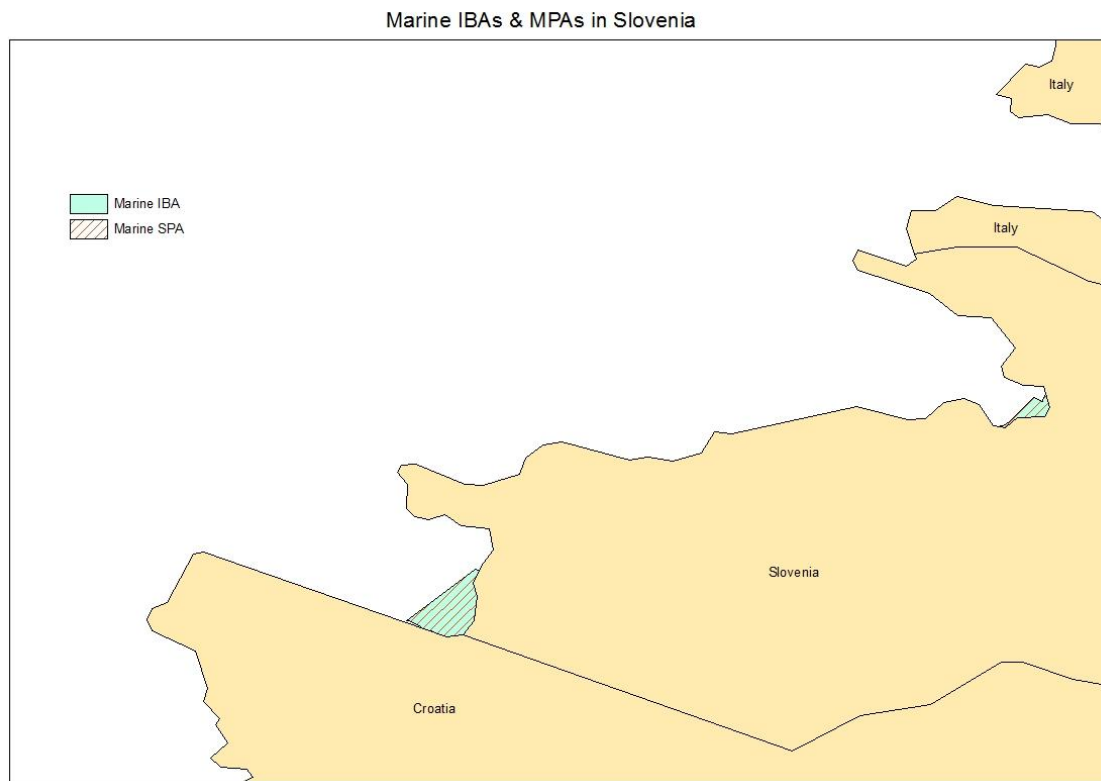 Marine IBAs & MPAs in Slovenia
Italy
Marine IBA
Marine SPA
Italy
Slovenia
Croatia